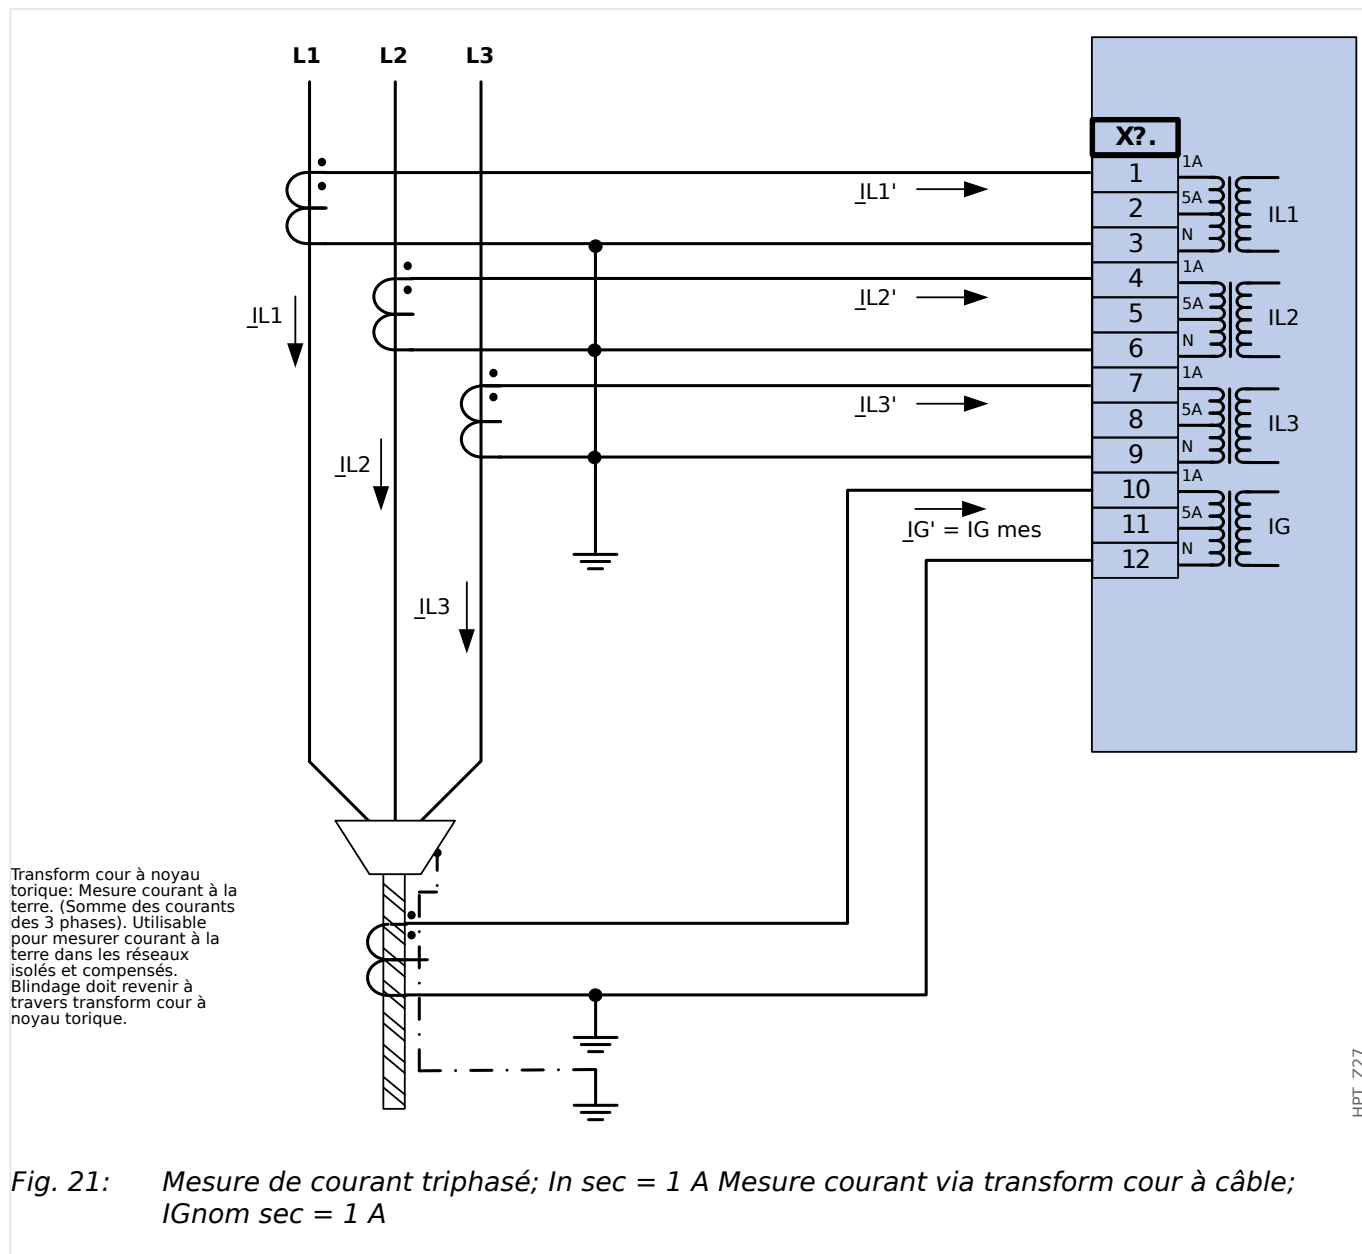 L1 L2 L3
X?.
1 1A
2 5A
3 N
IL1
4 1A
5 5A
6 N
IL2
7 1A
8 5A
9 N
IL3
10 1A
11 5A
12 N
IG
IL1'
IL2'
IL3'
IG' = IG mes
IL1
IL2
IL3
Transform cour à noyau
torique: Mesure courant à la
terre. (Somme des courants
des 3 phases). Utilisable
pour mesurer courant à la
terre dans les réseaux
isolés et compensés.
Blindage doit revenir à
travers transform cour à
noyau torique.
HPT_Z27
Fig. 21: Mesure de courant triphasé; In sec = 1 A Mesure courant via transform cour à câble;
IGnom sec = 1 A